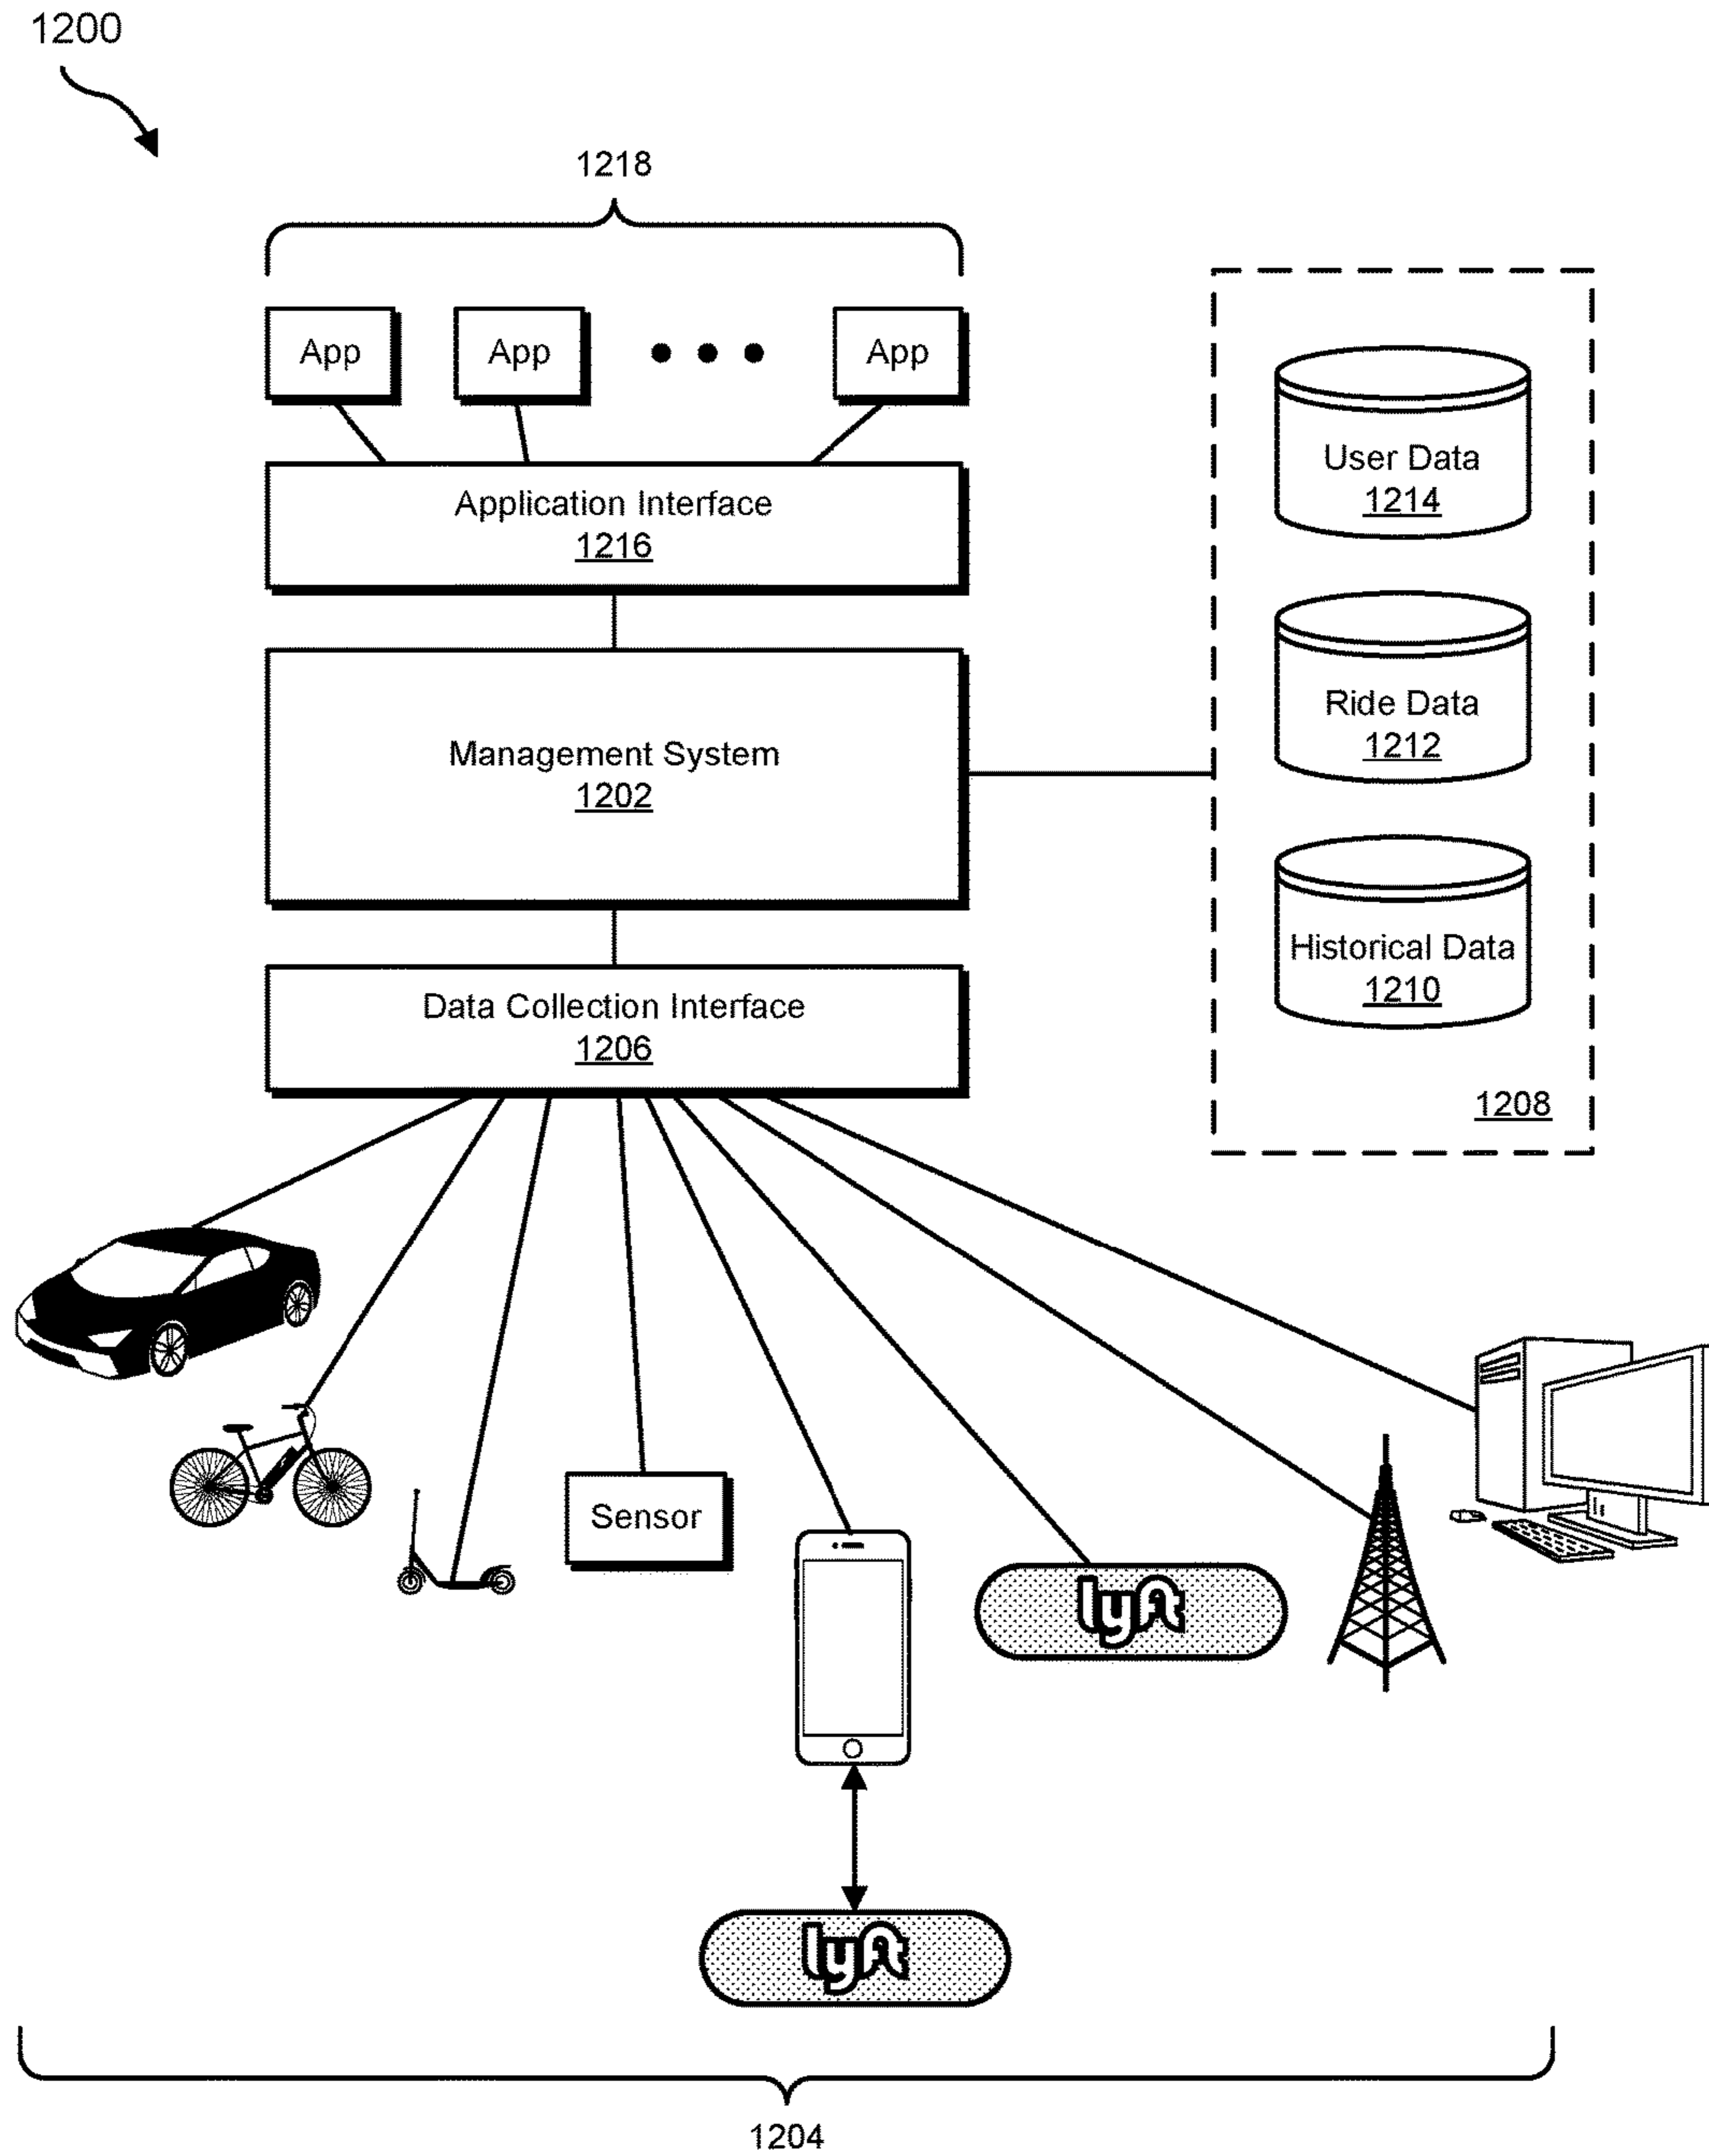 1200
1218
App
App
App
Application Interface
1216
Management System
1202
Data Collection Interface
1206
User Data
1214
Ride Data
1212
Historical Data
1210
1208
Sensor
lyft
lyft
1204